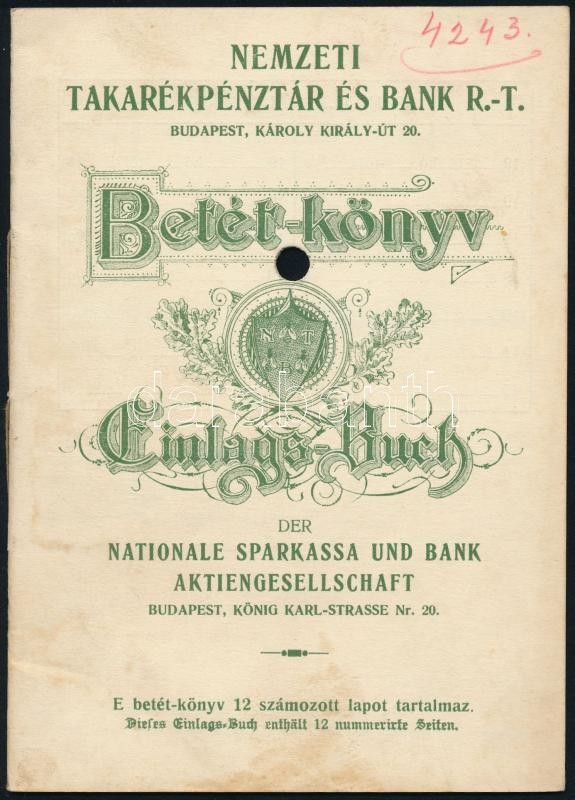 4243.
NEMZETI
TAKARÉKPÉNZTÁR ÉS BANK R.-T.
BUDAPEST, KÁROLY KIRÁLY-ÚT 20.
Betét-könyv
N T
Einlags-Buch
DER
NATIONALE SPARKASSA UND BANK
AKTIENGESELLSCHAFT
BUDAPEST, KÖNIG KARL-STRASSE Nr. 20.
E betét-könyv 12 számozott lapot tartalmaz.
Dieses Einlags-Buch enthält 12 nummerirte Seiten.